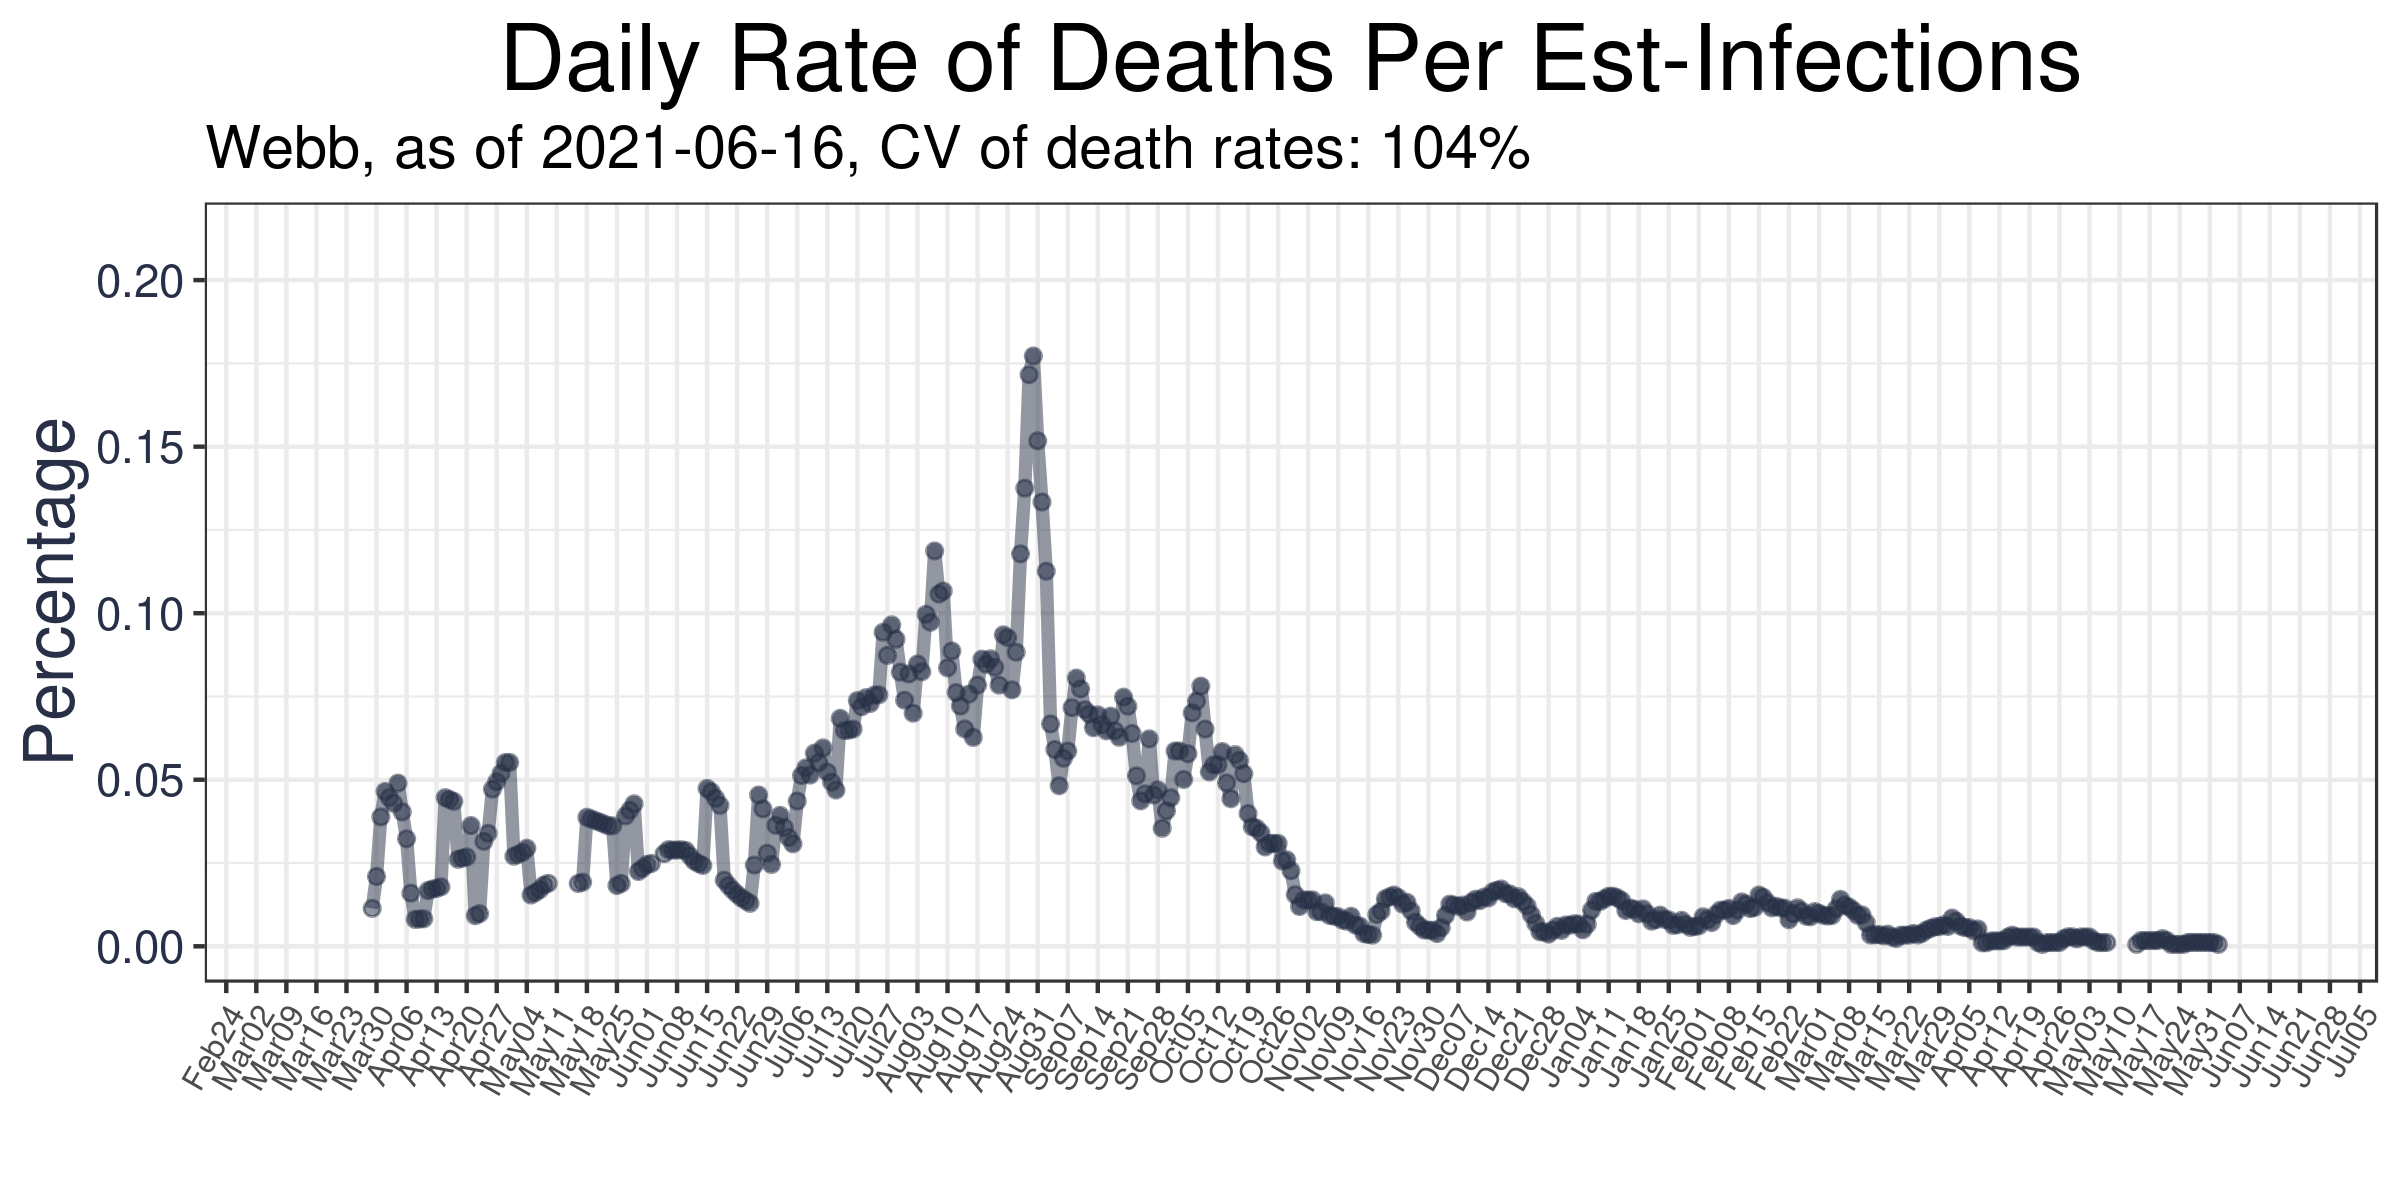 Daily Rate of Deaths Per Est-Infections
Webb, as of 2021-06-16, CV of death rates: 104%
Percentage
0.20
0.15
0.10
0.05
0.00
Feb24
Mar02
Mar09
Mar16
Mar23
Mar30
Apr06
Apr13
Apr20
Apr27
May04
May11
May18
May25
Jun01
Jun08
Jun15
Jun22
Jun29
Jul06
Jul13
Jul20
Jul27
Aug03
Aug10
Aug17
Aug24
Aug31
Sep07
Sep14
Sep21
Sep28
Oct05
Oct12
Oct19
Oct26
Nov02
Nov09
Nov16
Nov23
Nov30
Dec07
Dec14
Dec21
Dec28
Jan04
Jan11
Jan18
Jan25
Feb01
Feb08
Feb15
Feb22
Mar01
Mar08
Mar15
Mar22
Mar29
Apr05
Apr12
Apr19
Apr26
May03
May10
May17
May24
May31
Jun07
Jun14
Jun21
Jun28
Jul05